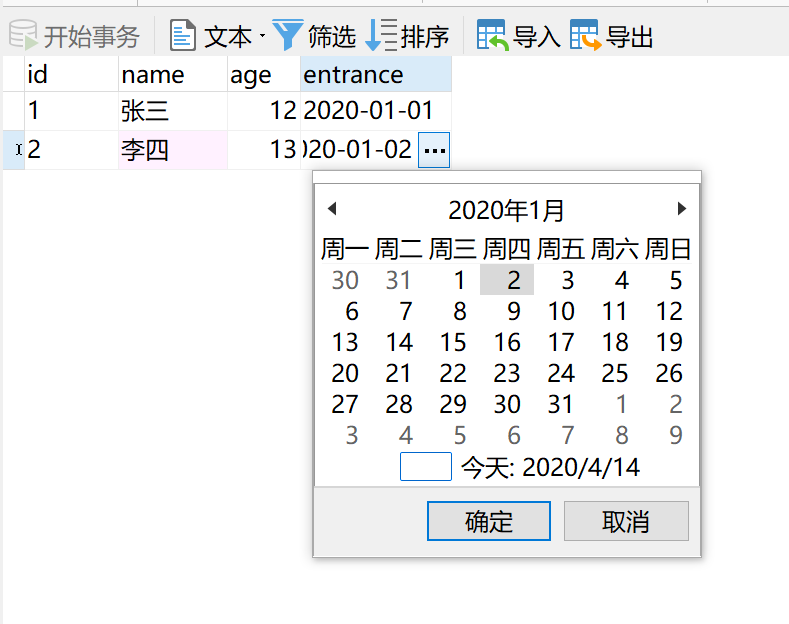 开始事务 文本 筛选 排序 导入 导出
id name age entrance
1 张三 12 2020-01-01
2 李四 13 020-01-02 ...
2020年1月
周一 周二 周三 周四 周五 周六 周日
30 31 1 2 3 4 5
6 7 8 9 10 11 12
13 14 15 16 17 18 19
20 21 22 23 24 25 26
27 28 29 30 31 1 2
3 4 5 6 7 8 9
今天: 2020/4/14
确定 取消